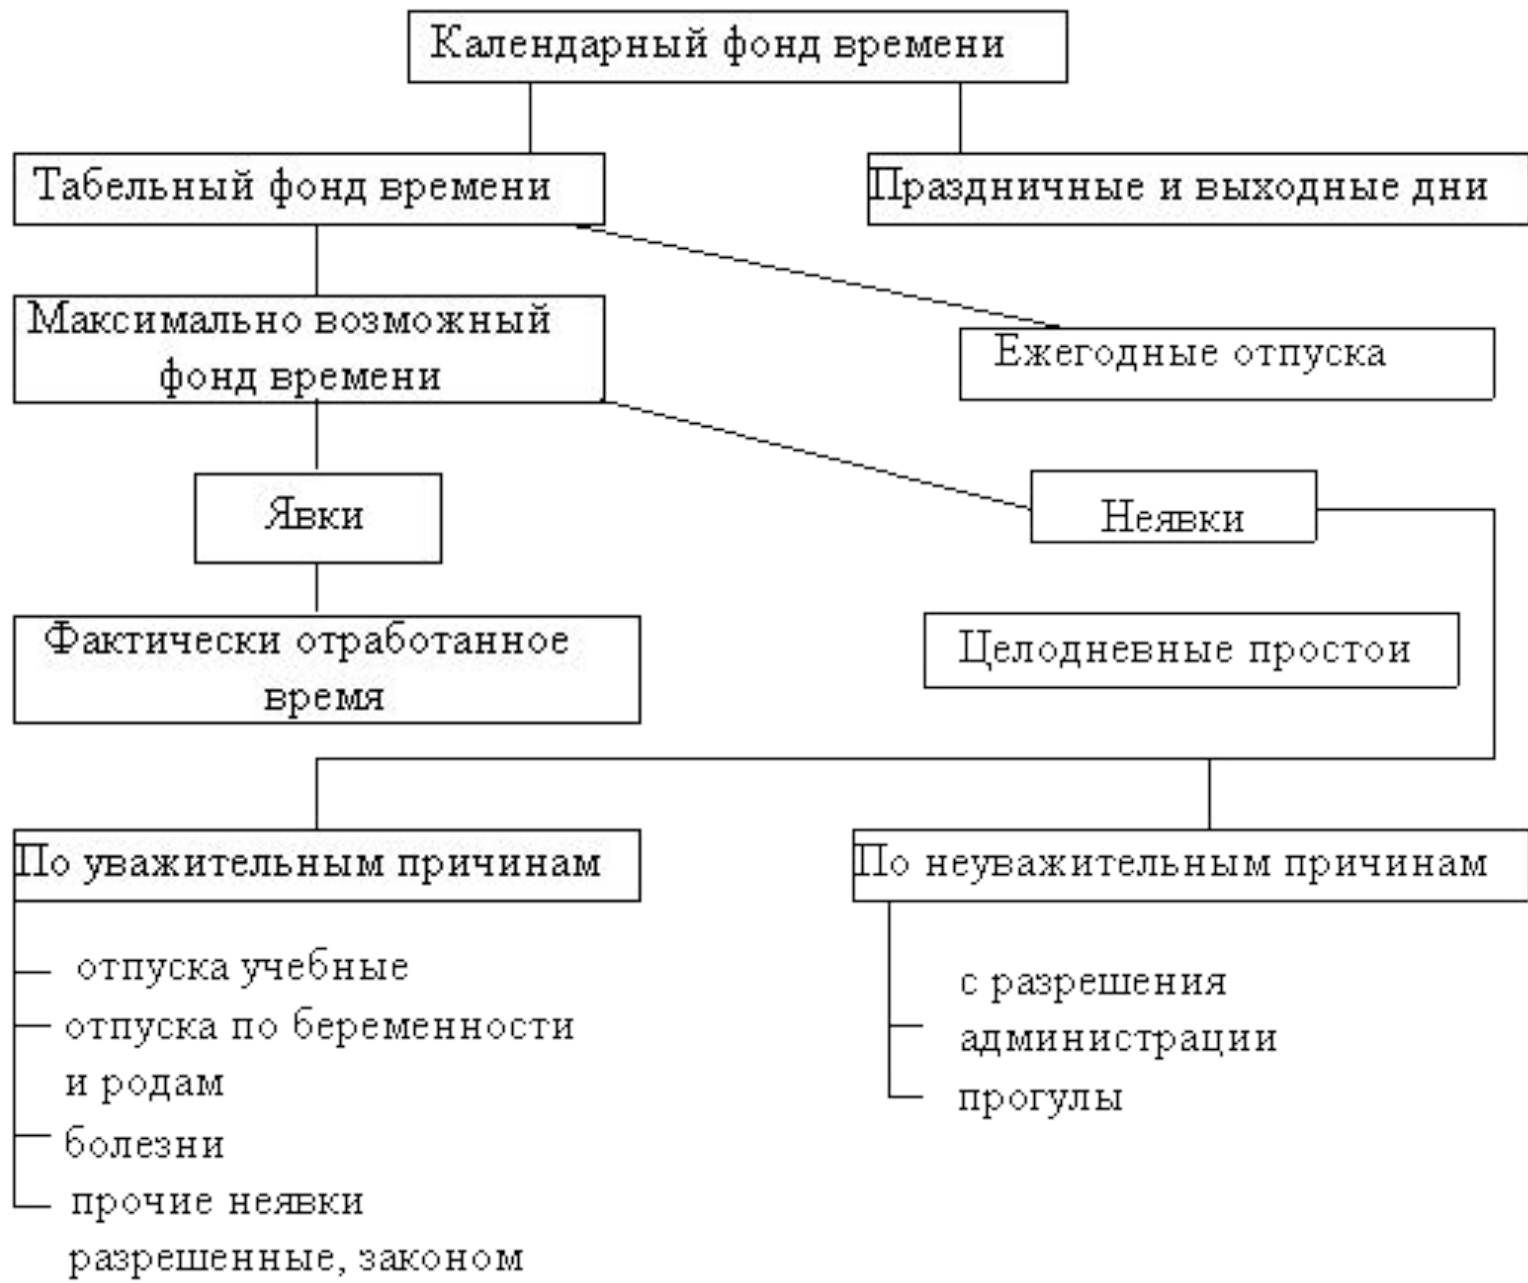 Календарный фонд времени
Табельный фонд времени
Праздничные и выходные дни
Максимально возможный
фонд времени
Ежегодные отпуска
Явки
Неявки
Фактически отработанное
время
Целодневные простои
По уважительным причинам
По неуважительным причинам
отпуска учебные
отпуска по беременности
и родам
болезни
прочие неявки
разрешенные, законом
с разрешения
администрации
прогулы